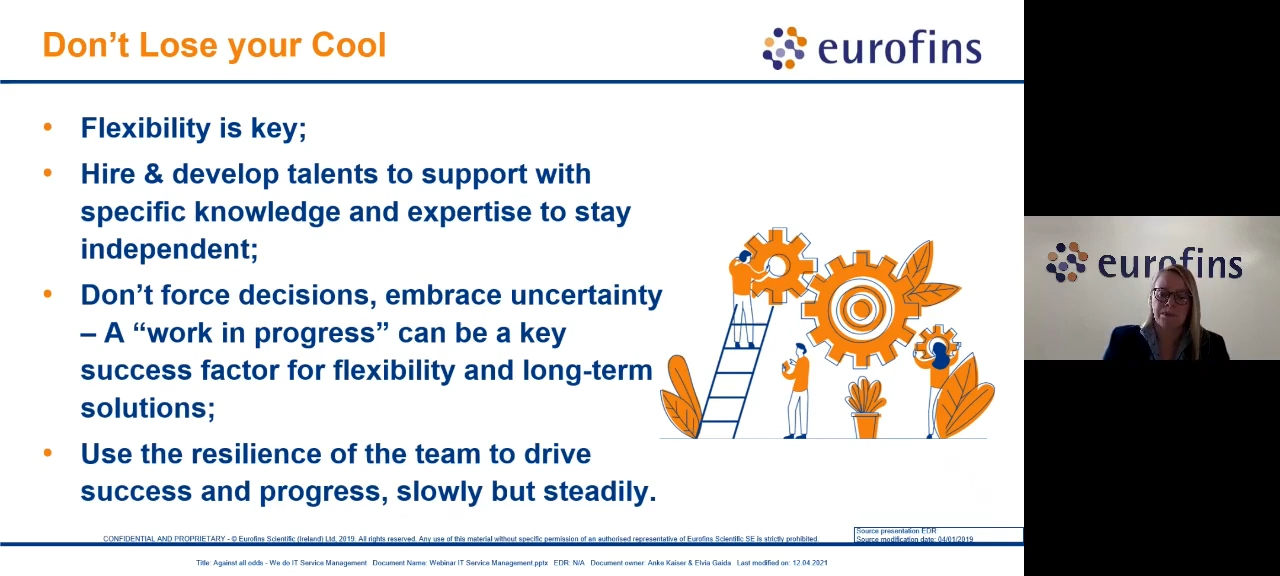 Don’t Lose your Cool
eurofins
• Flexibility is key;
• Hire & develop talents to support with
specific knowledge and expertise to stay
independent;
• Don’t force decisions, embrace uncertainty
– A “work in progress” can be a key
success factor for flexibility and long-term
solutions;
• Use the resilience of the team to drive
success and progress, slowly but steadily.
eurofins
Source presentation EDR
Source modification date: 04/01/2019
CONFIDENTIAL AND PROPRIETARY - © Eurofins Scientific (Ireland) Ltd, 2019. All rights reserved. Any use of this material without specific permission of an authorised representative of Eurofins Scientific SE is strictly prohibited.
Title: Against all odds - We do IT Service Management Document Name: Webinar IT Service Management.pptx EDR: N/A Document owner: Anke Kaiser & Elvia Gaida Last modified on: 12.04.2021